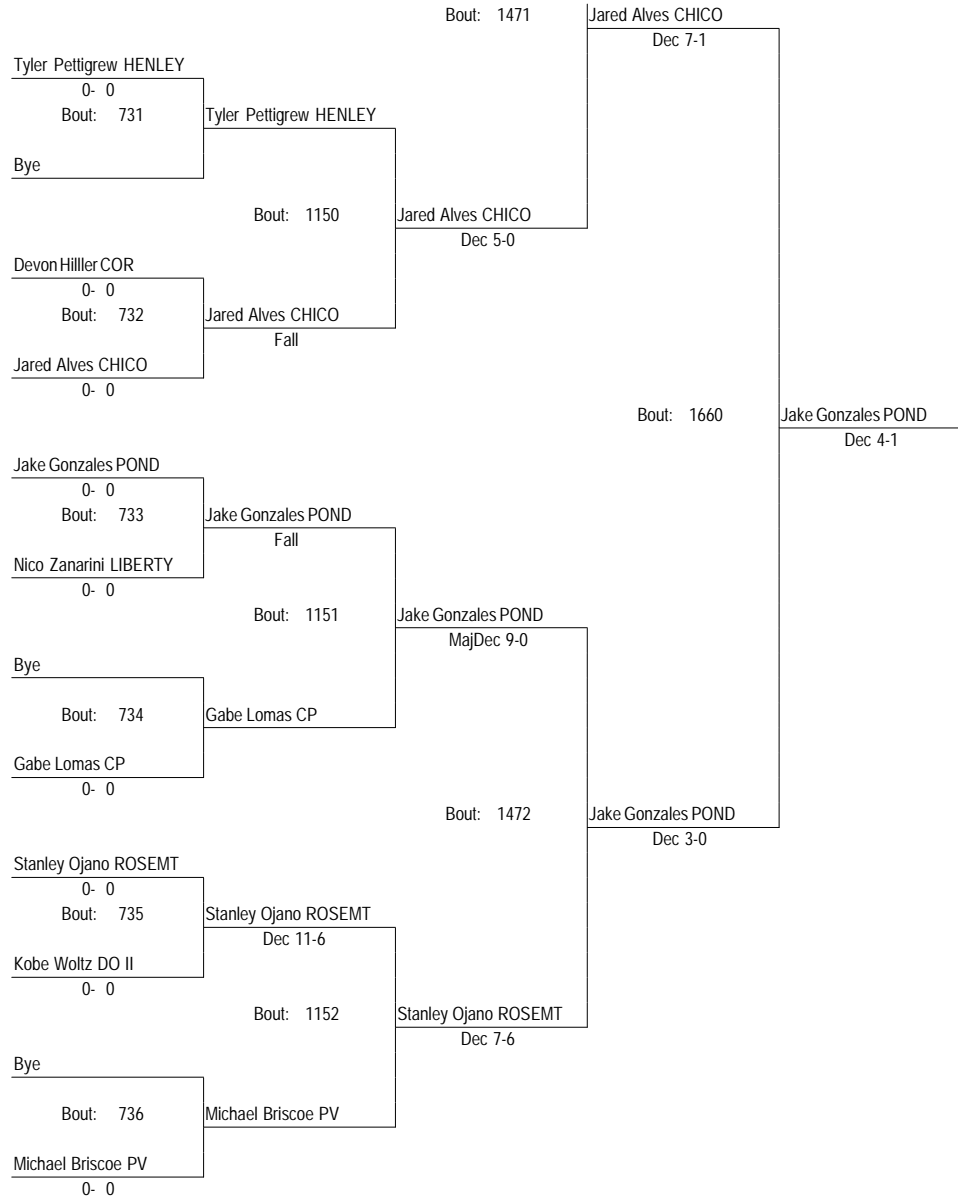 Bout: 1471
Jared Alves CHICO
Dec 7-1
Tyler Pettigrew HENLEY
0- 0
Bout: 731
Tyler Pettigrew HENLEY
Bye
Bout: 1150
Jared Alves CHICO
Dec 5-0
Devon Hilller COR
0- 0
Bout: 732
Jared Alves CHICO
Fall
Jared Alves CHICO
0- 0
Bout: 1660
Jake Gonzales POND
Dec 4-1
Jake Gonzales POND
0- 0
Bout: 733
Jake Gonzales POND
Fall
Nico Zanarini LIBERTY
0- 0
Bout: 1151
Jake Gonzales POND
MajDec 9-0
Bye
Bout: 734
Gabe Lomas CP
Gabe Lomas CP
0- 0
Bout: 1472
Jake Gonzales POND
Dec 3-0
Stanley Ojano ROSEMT
0- 0
Bout: 735
Stanley Ojano ROSEMT
Dec 11-6
Kobe Woltz DO II
0- 0
Bout: 1152
Stanley Ojano ROSEMT
Dec 7-6
Bye
Bout: 736
Michael Briscoe PV
Michael Briscoe PV
0- 0